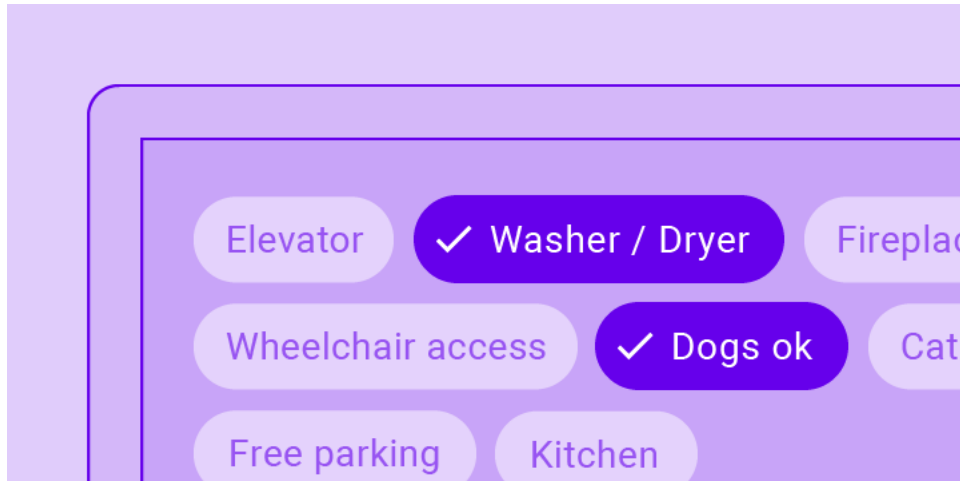 Elevator Washer / Dryer
Wheelchair access Dogs ok
Free parking Kitchen